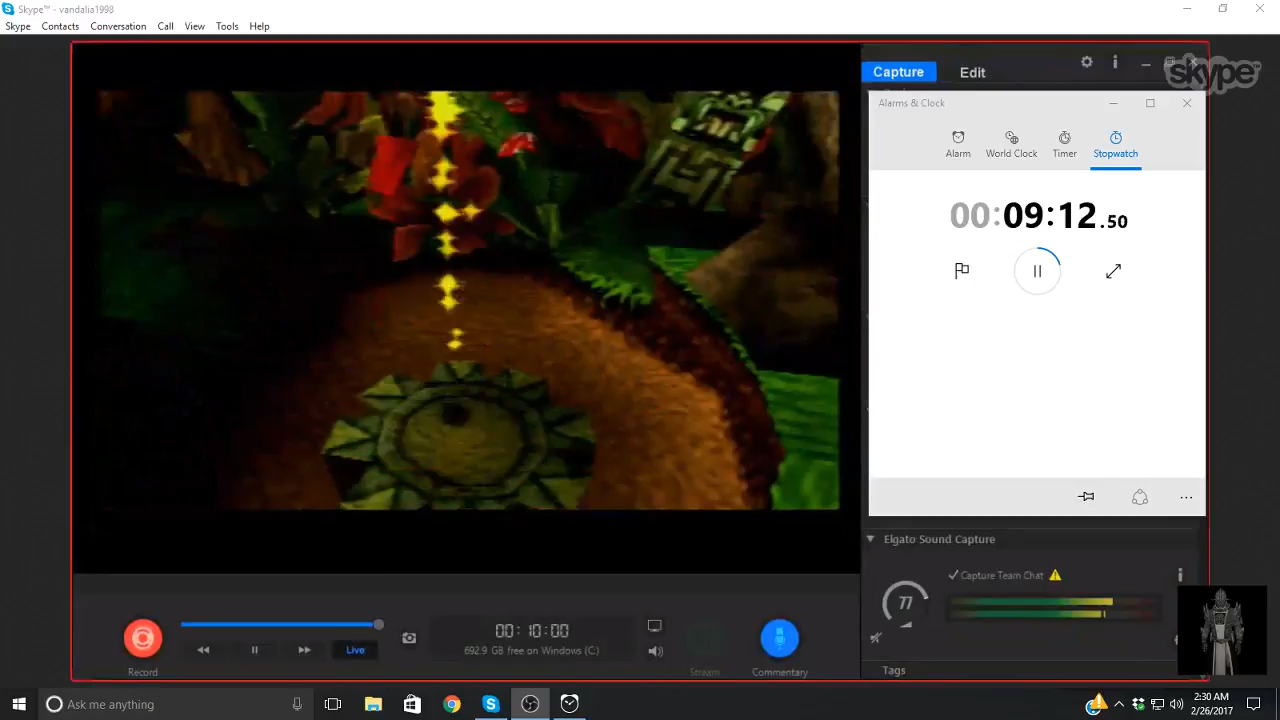 Skype™ - vandalia1998
Skype Contacts Conversation Call View Tools Help
Capture Edit
skype™
Alarms & Clock
Alarm World Clock Timer Stopwatch
00:09:12.50
Elgato Sound Capture
Capture Team Chat
77
00:10:00
692.9 GB free on Windows (C:)
Live
Record
Stream
Commentary
Tags
Ask me anything
2:30 AM
2/26/2017